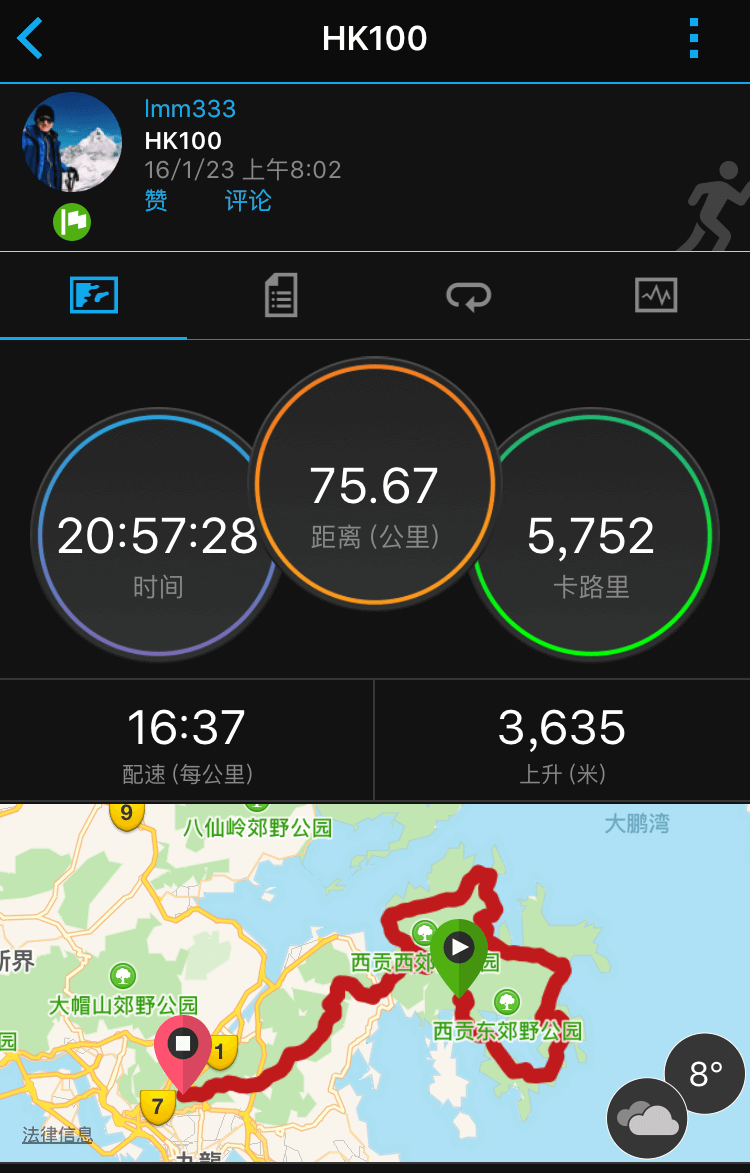 HK100
lmm333
HK100
16/1/23 上午8:02
赞 评论
75.67
距离 (公里)
20:57:28
时间
5,752
卡路里
16:37
配速 (每公里)
3,635
上升 (米)
9
八仙岭郊野公园
大鹏湾
新界
西贡西郊
园
大帽山郊野公园
西贡东郊野公园
园
1
7
8°
法律信息
九龍